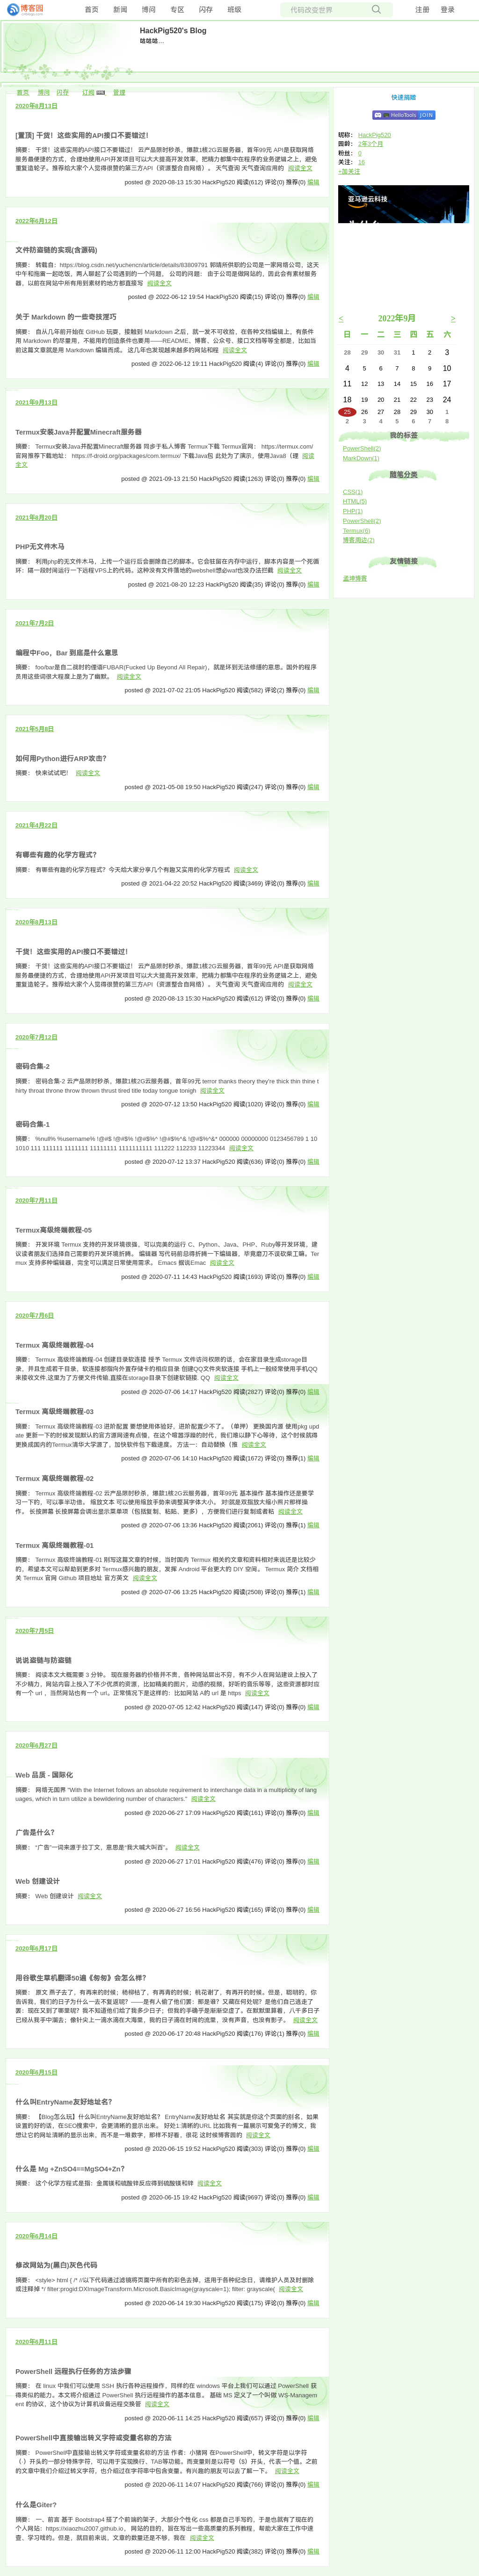 博客园
首页 新闻 博问 专区 闪存 班级
代码改变世界
注册 登录
HackPig520's Blog
咕咕咕....
首页 博问 闪存 订阅 管理
2020年8月13日
[置顶] 干货！这些实用的API接口不要错过！
摘要： 干货！这些实用的API接口不要错过！ 云产品限时秒杀，爆款1核2G云服务器，首年99元 API是获取网络
服务器便捷的方式，合理地使用API开发项目可以大大提高开发效率，把精力都集中在程序的业务逻辑之上，避免
重复造轮子。推荐给大家个人觉得很赞的第三方API（资源整合自网络）。 天气查询 天气查询应用的 阅读全文
posted @ 2020-08-13 15:30 HackPig520 阅读(612) 评论(0) 推荐(0) 编辑
2022年6月12日
文件防盗链的实现(含源码)
摘要： 转载自：https://blog.csdn.net/yuchencn/article/details/83809791 郭靖所供职的公司是一家网络公司，这天
中午和拖雷一起吃饭，两人聊起了公司遇到的一个问题， 公司的问题： 由于公司是做网站的，因此会有素材服务
器，以前在网站中所有用到素材的地方都直接写 阅读全文
posted @ 2022-06-12 19:54 HackPig520 阅读(15) 评论(0) 推荐(0) 编辑
关于 Markdown 的一些奇技淫巧
摘要： 自从几年前开始在 GitHub 玩耍，接触到 Markdown 之后，就一发不可收拾，在各种文档编辑上，有条件
用 Markdown 的尽量用，不能用的创造条件也要用——README，博客，公众号，接口文档等等全都是，比如当
前这篇文章就是用 Markdown 编辑而成。 这几年也发现越来越多的网站和程 阅读全文
posted @ 2022-06-12 19:11 HackPig520 阅读(4) 评论(0) 推荐(0) 编辑
2021年9月13日
Termux安装Java并配置Minecraft服务器
摘要： Termux安装Java并配置Minecraft服务器 同步于私人博客 Termux下载 Termux官网： https://termux.com/
官网推荐下载地址： https://f-droid.org/packages/com.termux/ 下载Java包 此处为了演示，使用Java8（理 阅读
全文
posted @ 2021-09-13 21:50 HackPig520 阅读(1263) 评论(0) 推荐(0) 编辑
2021年8月20日
PHP无文件木马
摘要： 利用php的无文件木马，上传一个运行后会删除自己的脚本。它会驻留在内存中运行，脚本内容是一个死循
环：或一段时间运行一下远程VPS上的代码。这种没有文件落地的webshell想必waf也没办法拦截 阅读全文
posted @ 2021-08-20 12:23 HackPig520 阅读(35) 评论(0) 推荐(0) 编辑
2021年7月2日
编程中Foo，Bar 到底是什么意思
摘要： foo/bar是自二战时的俚语FUBAR(Fucked Up Beyond All Repair)，就是坏到无法修缮的意思。国外的程序
员用这些词很大程度上是为了幽默。 阅读全文
posted @ 2021-07-02 21:05 HackPig520 阅读(582) 评论(2) 推荐(0) 编辑
2021年5月8日
如何用Python进行ARP攻击？
摘要： 快来试试吧！ 阅读全文
posted @ 2021-05-08 19:50 HackPig520 阅读(247) 评论(0) 推荐(0) 编辑
2021年4月22日
有哪些有趣的化学方程式？
摘要： 有哪些有趣的化学方程式？今天给大家分享几个有趣又实用的化学方程式 阅读全文
posted @ 2021-04-22 20:52 HackPig520 阅读(3469) 评论(0) 推荐(0) 编辑
2020年8月13日
干货！这些实用的API接口不要错过！
摘要： 干货！这些实用的API接口不要错过！ 云产品限时秒杀，爆款1核2G云服务器，首年99元 API是获取网络
服务器便捷的方式，合理地使用API开发项目可以大大提高开发效率，把精力都集中在程序的业务逻辑之上，避免
重复造轮子。推荐给大家个人觉得很赞的第三方API（资源整合自网络）。 天气查询 天气查询应用的 阅读全文
posted @ 2020-08-13 15:30 HackPig520 阅读(612) 评论(0) 推荐(0) 编辑
2020年7月12日
密码合集-2
摘要： 密码合集-2 云产品限时秒杀，爆款1核2G云服务器，首年99元 terror thanks theory they're thick thin thine t
hirty throat throne throw thrown thrust tired title today tongue tonigh 阅读全文
posted @ 2020-07-12 13:50 HackPig520 阅读(1020) 评论(0) 推荐(0) 编辑
密码合集-1
摘要： %null% %username% !@#$ !@#$% !@#$%^ !@#$%^& !@#$%^&* 000000 00000000 0123456789 1 10
1010 111 111111 1111111 11111111 1111111111 111222 112233 11223344 阅读全文
posted @ 2020-07-12 13:37 HackPig520 阅读(636) 评论(0) 推荐(0) 编辑
2020年7月11日
Termux高级终端教程-05
摘要： 开发环境 Termux 支持的开发环境很强，可以完美的运行 C、Python、Java、PHP、Ruby等开发环境，建
议读者朋友们选择自己需要的开发环境折腾。 编辑器 写代码前总得折腾一下编辑器，毕竟磨刀不误砍柴工嘛。Ter
mux 支持多种编辑器，完全可以满足日常使用需求。 Emacs 据说Emac 阅读全文
posted @ 2020-07-11 14:43 HackPig520 阅读(1693) 评论(0) 推荐(0) 编辑
2020年7月6日
Termux 高级终端教程-04
摘要： Termux 高级终端教程-04 创建目录软连接 授予 Termux 文件访问权限的话，会在家目录生成storage目
录，并且生成若干目录，软连接都指向外置存储卡的相应目录 创建QQ文件夹软连接 手机上一般经常使用手机QQ
来接收文件,这里为了方便文件传输,直接在storage目录下创建软链接. QQ 阅读全文
posted @ 2020-07-06 14:17 HackPig520 阅读(2827) 评论(0) 推荐(0) 编辑
Termux 高级终端教程-03
摘要： Termux 高级终端教程-03 进阶配置 要想使用体验好，进阶配置少不了。（单押） 更换国内源 使用pkg upd
ate 更新一下的时候发现默认的官方源网速有点慢，在这个喧嚣浮躁的时代，我们难以静下心等待，这个时候就得
更换成国内的Termux清华大学源了，加快软件包下载速度。 方法一：自动替换（推 阅读全文
posted @ 2020-07-06 14:10 HackPig520 阅读(1672) 评论(0) 推荐(1) 编辑
Termux 高级终端教程-02
摘要： Termux 高级终端教程-02 云产品限时秒杀，爆款1核2G云服务器，首年99元 基本操作 基本操作还是要学
习一下的，可以事半功倍。 缩放文本 可以使用缩放手势来调整其字体大小。 对!就是双指放大缩小照片那样操
作。 长按屏幕 长按屏幕会调出显示菜单项（包括复制、粘贴、更多），方便我们进行复制或者粘 阅读全文
posted @ 2020-07-06 13:36 HackPig520 阅读(2061) 评论(0) 推荐(1) 编辑
Termux 高级终端教程-01
摘要： Termux 高级终端教程-01 刚写这篇文章的时候，当时国内 Termux 相关的文章和资料相对来说还是比较少
的，希望本文可以帮助到更多对 Termux感兴趣的朋友，发挥 Android 平台更大的 DIY 空间。 Termux 简介 文档相
关 Termux 官网 Github 项目地址 官方英文 阅读全文
posted @ 2020-07-06 13:25 HackPig520 阅读(2508) 评论(0) 推荐(1) 编辑
2020年7月5日
说说盗链与防盗链
摘要： 阅读本文大概需要 3 分钟。 现在服务器的价格并不贵，各种网站层出不穷，有不少人在网站建设上投入了
不少精力，网站内容上投入了不少优质的资源，比如精美的图片，动感的视频，好听的音乐等等，这些资源都对应
有一个 url ，当然网站也有一个 url。正常情况下是这样的：比如网站 A的 url 是 https 阅读全文
posted @ 2020-07-05 12:42 HackPig520 阅读(147) 评论(0) 推荐(0) 编辑
2020年6月27日
Web 品质 - 国际化
摘要： 网络无国界 "With the Internet follows an absolute requirement to interchange data in a multiplicity of lang
uages, which in turn utilize a bewildering number of characters." 阅读全文
posted @ 2020-06-27 17:09 HackPig520 阅读(161) 评论(0) 推荐(0) 编辑
广告是什么？
摘要： “广告”一词来源于拉丁文，意思是“我大喊大叫百”。 阅读全文
posted @ 2020-06-27 17:01 HackPig520 阅读(476) 评论(0) 推荐(0) 编辑
Web 创建设计
摘要： Web 创建设计 阅读全文
posted @ 2020-06-27 16:56 HackPig520 阅读(165) 评论(0) 推荐(0) 编辑
2020年6月17日
用谷歌生草机翻译50遍《匆匆》会怎么样？
摘要： 原文 燕子去了，有再来的时候；杨柳枯了，有再青的时候；桃花谢了，有再开的时候。但是，聪明的，你
告诉我，我们的日子为什么一去不复返呢？——是有人偷了他们罢：那是谁？又藏在何处呢？是他们自己逃走了
罢：现在又到了哪里呢？我不知道他们给了我多少日子；但我的手确乎是渐渐空虚了。在默默里算着，八千多日子
已经从我手中溜去；像针尖上一滴水滴在大海里，我的日子滴在时间的流里，没有声音，也没有影子。 阅读全文
posted @ 2020-06-17 20:48 HackPig520 阅读(176) 评论(1) 推荐(0) 编辑
2020年6月15日
什么叫EntryName友好地址名？
摘要： 【Blog怎么玩】什么叫EntryName友好地址名？ EntryName友好地址名 其实就是你这个页面的别名，如果
设置的好的话，在SEO搜索中，会更清晰的显示出来。 好处1:清晰的URL 比如我有一篇展示可爱兔子的博文，我
想让它的网址清晰的显示出来，而不是一堆数字，那样不好看，很花 这时候博客园的 阅读全文
posted @ 2020-06-15 19:52 HackPig520 阅读(303) 评论(0) 推荐(0) 编辑
什么是 Mg +ZnSO4==MgSO4+Zn？
摘要： 这个化学方程式是指：金属镁和硫酸锌反应得到硫酸镁和锌 阅读全文
posted @ 2020-06-15 19:42 HackPig520 阅读(9697) 评论(0) 推荐(0) 编辑
2020年6月14日
修改网站为(黑白)灰色代码
摘要： <style> html { /* //以下代码通过滤镜将页面中所有的彩色去掉，适用于各种纪念日，请维护人员及时删除
或注释掉 */ filter:progid:DXImageTransform.Microsoft.BasicImage(grayscale=1); filter: grayscale( 阅读全文
posted @ 2020-06-14 19:30 HackPig520 阅读(175) 评论(0) 推荐(0) 编辑
2020年6月11日
PowerShell 远程执行任务的方法步骤
摘要： 在 linux 中我们可以使用 SSH 执行各种远程操作，同样的在 windows 平台上我们可以通过 PowerShell 获
得类似的能力。本文将介绍通过 PowerShell 执行远程操作的基本信息。 基础 MS 定义了一个叫做 WS-Managem
ent 的协议，这个协议为计算机设备远程交换管 阅读全文
posted @ 2020-06-11 14:25 HackPig520 阅读(657) 评论(0) 推荐(0) 编辑
PowerShell中直接输出转义字符或变量名称的方法
摘要： PowerShell中直接输出转义字符或变量名称的方法 作者：小猪网 在PowerShell中，转义字符是以字符
（·）开头的一部分特殊字符，可以用于实现换行、TAB等功能。而变量则是以符号（$）开头，代表一个值。之前的
的文章中我们介绍过转义字符，也介绍过在字符串中包含变量。有兴趣的朋友可以去了解一下。 阅读全文
posted @ 2020-06-11 14:07 HackPig520 阅读(766) 评论(0) 推荐(0) 编辑
什么是Giter?
摘要： 一、前言 基于 Bootstrap4 搭了个前端的架子，大部分个性化 css 都是自己手写的，于是也就有了现在的
个人网站：https://xiaozhu2007.github.io。 网站的目的，旨在写出一些高质量的系列教程，帮助大家在工作中速
查、学习啥的。但是，就目前来说，文章的数量还是不够，我在 阅读全文
posted @ 2020-06-11 12:00 HackPig520 阅读(382) 评论(0) 推荐(0) 编辑
快速捐赠
HelloTools JOIN
昵称： HackPig520
园龄： 2年3个月
粉丝： 0
关注： 16
+加关注
亚马逊云科技
< 2022年9月 >
日 一 二 三 四 五 六
28 29 30 31 1 2 3
4 5 6 7 8 9 10
11 12 13 14 15 16 17
18 19 20 21 22 23 24
25 26 27 28 29 30 1
2 3 4 5 6 7 8
我的标签
PowerShell(2)
MarkDown(1)
随笔分类
CSS(1)
HTML(5)
PHP(1)
PowerShell(2)
Termux(6)
博客周边(2)
友情链接
孟坤博客